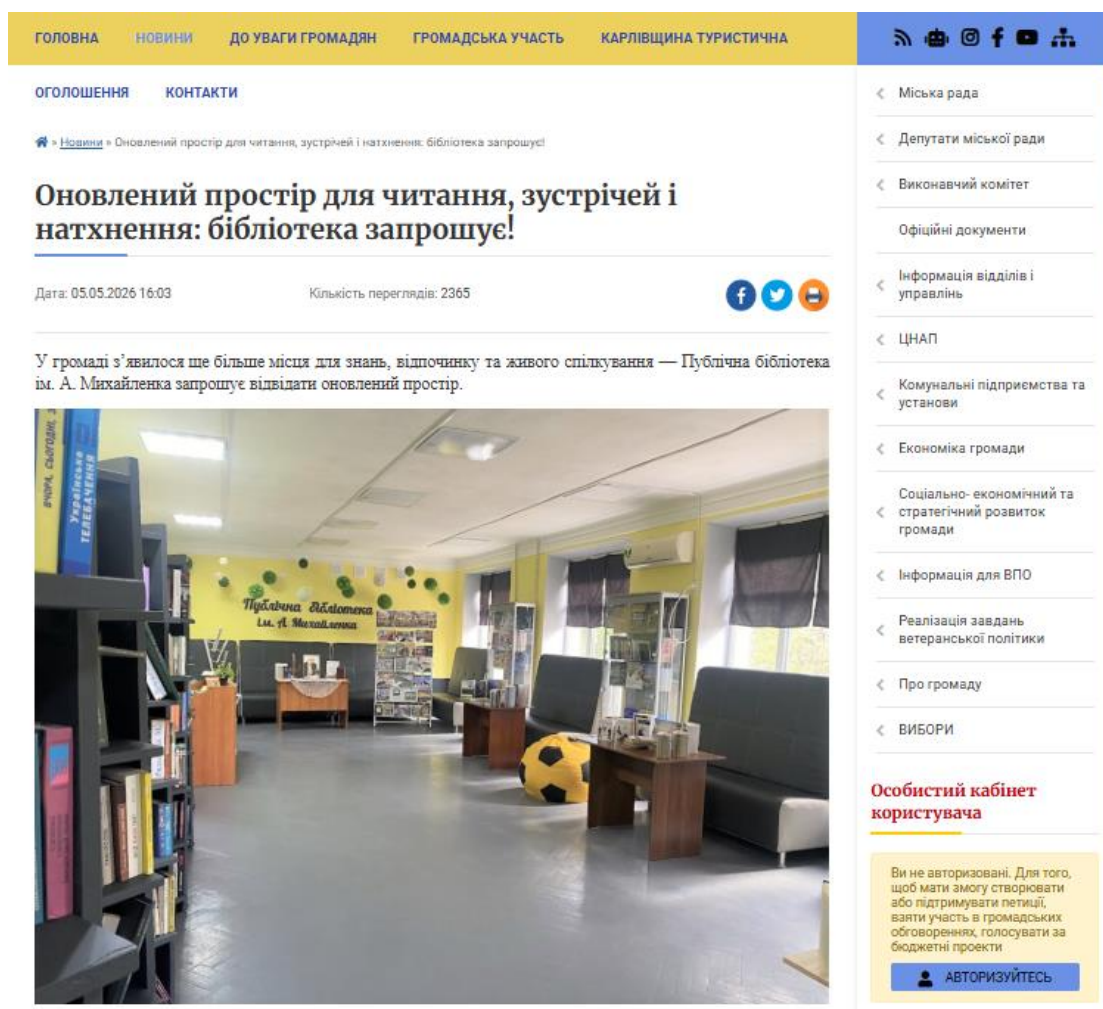 ГОЛОВНА НОВИНИ ДО УВАГИ ГРОМАДЯН ГРОМАДСЬКА УЧАСТЬ КАРЛІВЩИНА ТУРИСТИЧНА
ОГОЛОШЕННЯ КОНТАКТИ
» Новини » Оновлений простір для читання, зустрічей і натхнення: бібліотека запрошує!
Оновлений простір для читання, зустрічей і
натхнення: бібліотека запрошує!
Дата: 05.05.2026 16:03 Кількість переглядів: 2365
У громаді з’явилося ще більше місця для знань, відпочинку та живого спілкування — Публічна бібліотека
ім. А. Михайленка запрошує відвідати оновлений простір.
ВЧОРА, СЬОГОДНІ, З
Українське
ТЕЛЕБАЧЕННЯ
Публічна бібліотека
ім. А. Михайленка
Міська рада
Депутати міської ради
Виконавчий комітет
Офіційні документи
Інформація відділів і
управлінь
ЦНАП
Комунальні підприємства та
установи
Економіка громади
Соціально- економічний та
стратегічний розвиток
громади
Інформація для ВПО
Реалізація завдань
ветеранської політики
Про громаду
ВИБОРИ
Особистий кабінет
користувача
Ви не авторизовані. Для того,
щоб мати змогу створювати
або підтримувати петиції,
взяти участь в громадських
обговореннях, голосувати за
бюджетні проекти
АВТОРИЗУЙТЕСЬ